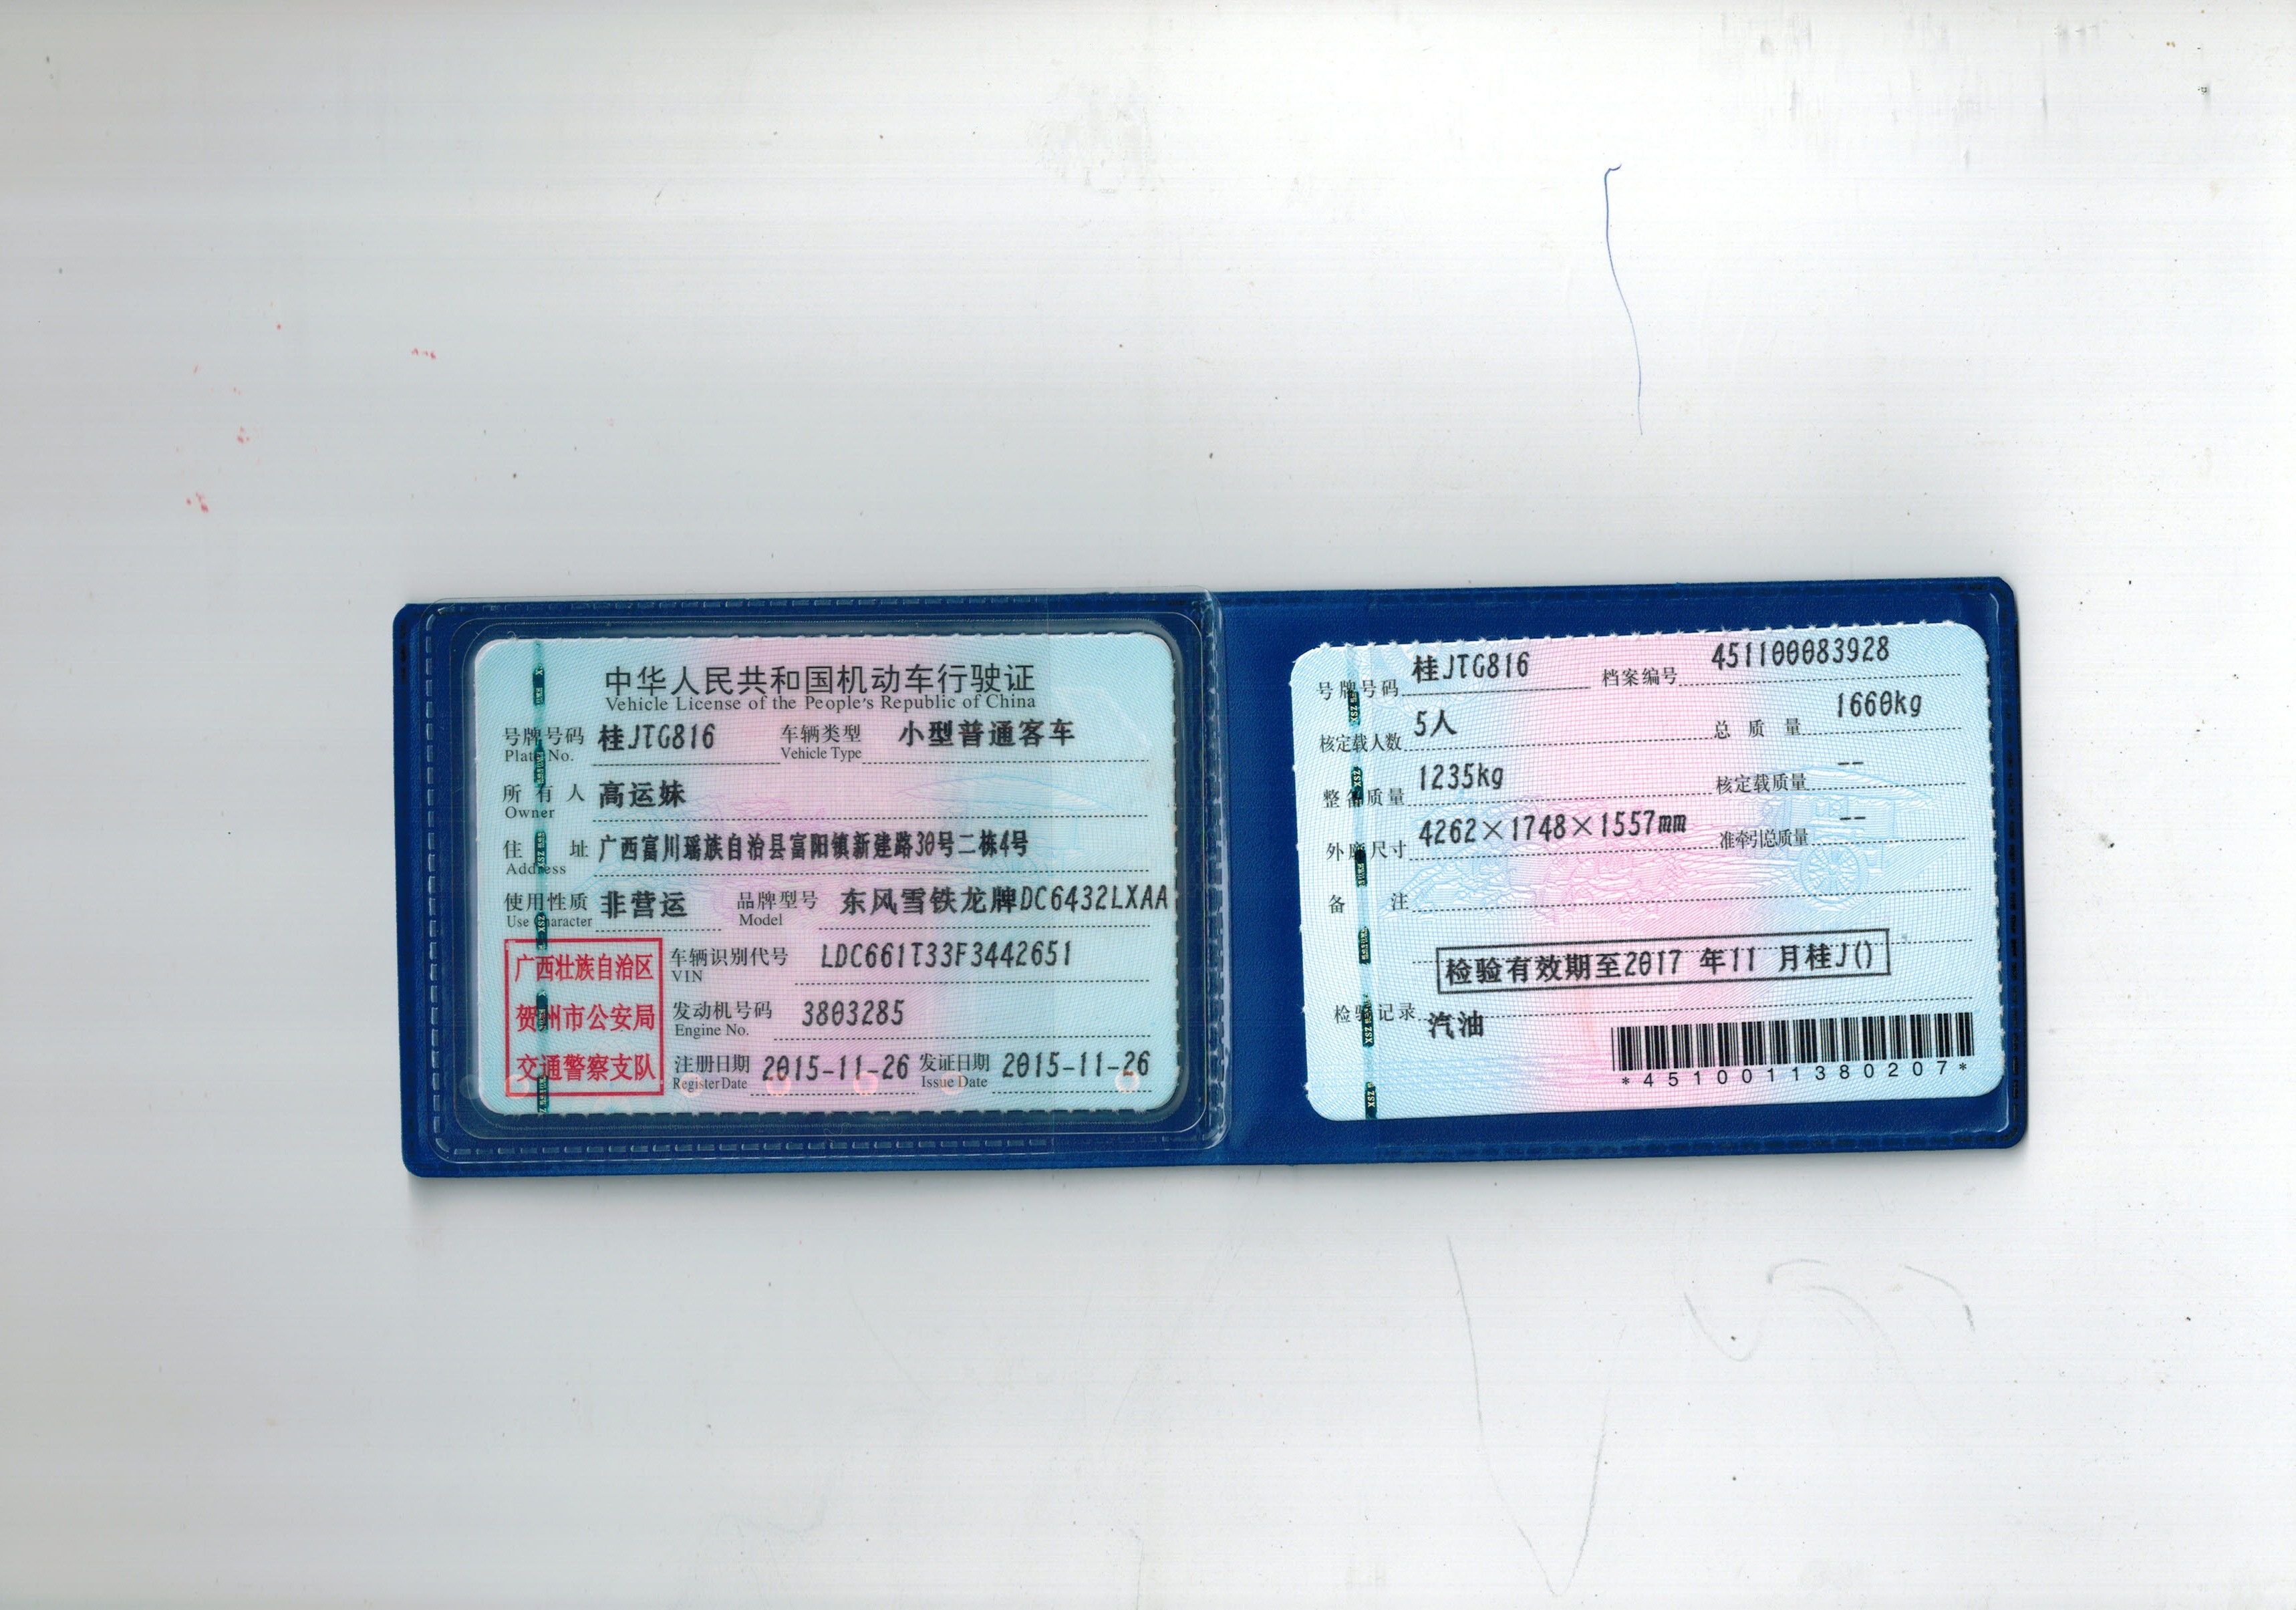 中华人民共和国机动车行驶证
Vehicle License of the People's Republic of China
号牌号码 桂JTG816 车辆类型 小型普通客车
Plate No. Vehicle Type
所有人 高运妹
Owner
住址 广西富川瑶族自治县富阳镇新建路30号二栋4号
Address
使用性质 非营运 品牌型号 东风雪铁龙牌DC6432LXAA
Use Character Model
广西壮族自治区
贺州市公安局
交通警察支队
车辆识别代号 LDC661T33F3442651
VIN
发动机号码 3803285
Engine No.
注册日期 2015-11-26 发证日期 2015-11-26
Register Date Issue Date
号牌号码 桂JTG816 档案编号 451100083928
核定载人数 5人 总质量 1660kg
整备质量 1235kg 核定载质量 --
外廓尺寸 4262×1748×1557mm 准牵引总质量 --
备注
检验有效期至2017 年11 月桂J()
检验记录
汽油
*4510011380207*